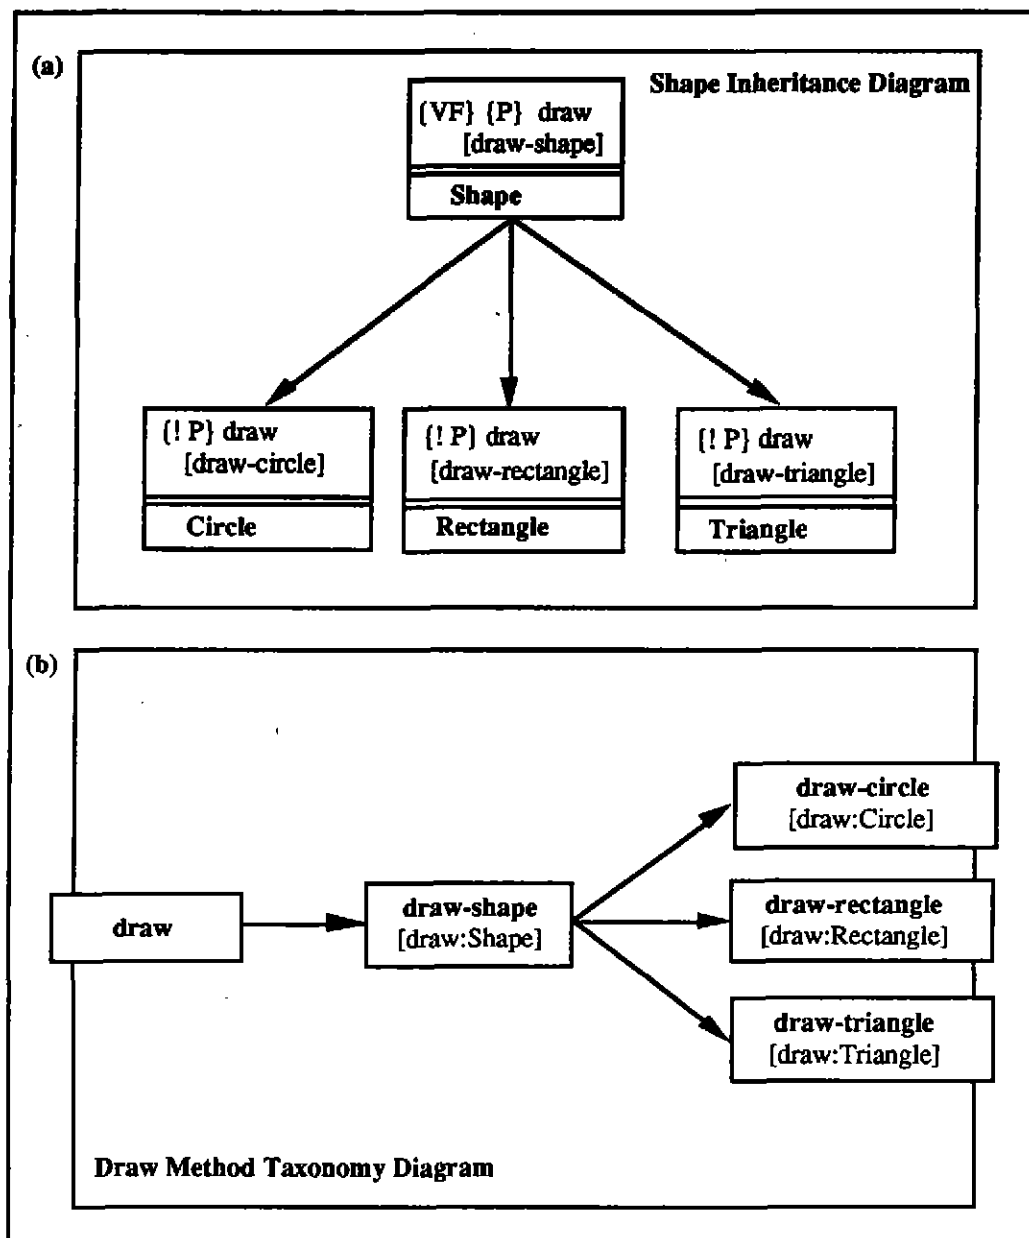 (a)
Shape Inheritance Diagram
{VF} {P} draw
[draw-shape]
Shape
{! P} draw
[draw-circle]
Circle
{! P} draw
[draw-rectangle]
Rectangle
{! P} draw
[draw-triangle]
Triangle
(b)
draw
draw-shape
[draw:Shape]
draw-circle
[draw:Circle]
draw-rectangle
[draw:Rectangle]
draw-triangle
[draw:Triangle]
Draw Method Taxonomy Diagram